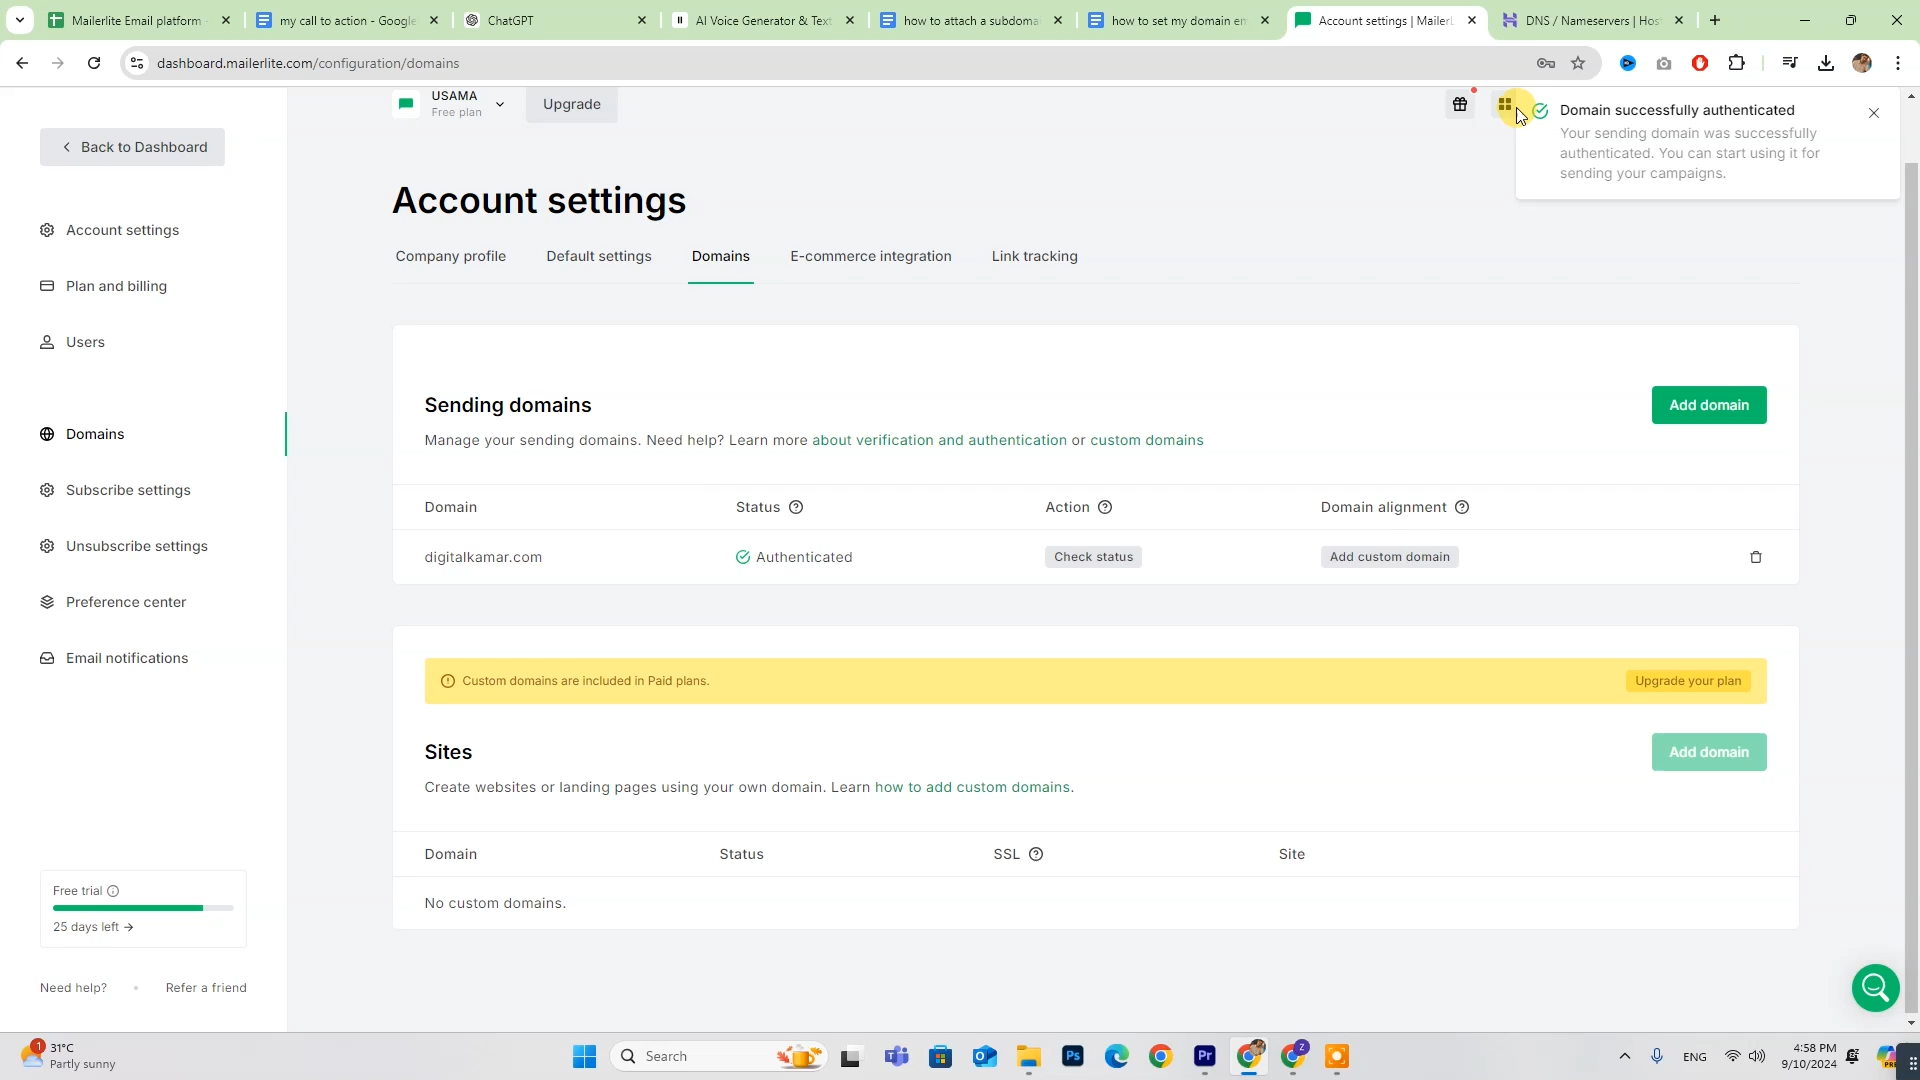 Mailerlite Email platform
my call to action - Google
ChatGPT
AI Voice Generator & Text
how to attach a subdoma
how to set my domain em
Account settings | MailerL
DNS / Nameservers | Hos
dashboard.mailerlite.com/configuration/domains
USAMA
Free plan
Upgrade
Domain successfully authenticated
Your sending domain was successfully
authenticated. You can start using it for
sending your campaigns.
Back to Dashboard
Account settings
Plan and billing
Users
Domains
Subscribe settings
Unsubscribe settings
Preference center
Email notifications
Free trial
25 days left →
Need help?
•
Refer a friend
Account settings
Company profile
Default settings
Domains
E-commerce integration
Link tracking
Sending domains
Add domain
Manage your sending domains. Need help? Learn more about verification and authentication or custom domains
Domain
Status
Action
Domain alignment
digitalkamar.com
Authenticated
Check status
Add custom domain
Custom domains are included in Paid plans.
Upgrade your plan
Sites
Add domain
Create websites or landing pages using your own domain. Learn how to add custom domains.
Domain
Status
SSL
Site
No custom domains.
1
31°C
Partly sunny
Search
Ps
Pr
Z
ENG
4:58 PM
9/10/2024
PRE